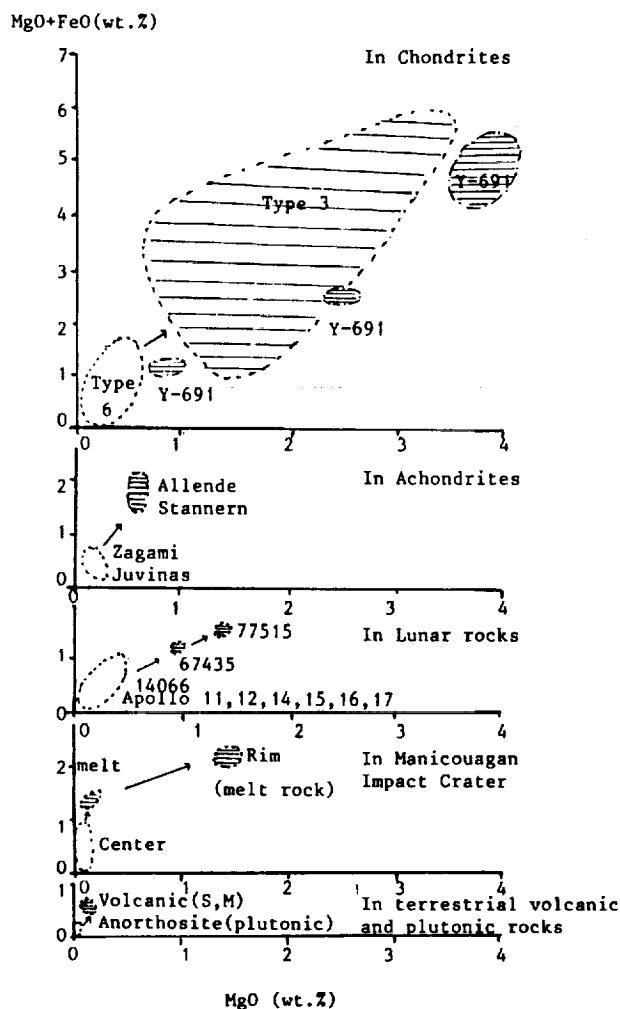 MgO+FeO(wt.%)
7
In Chondrites
6
5
Y=691
4
Type 3
3
2
Y-691
1
Type
6
Y-691
0
0 1 2 3 4
2
Allende
In Achondrites
Stannern
1
Zagami
0
Juvinas
0 1 2 3 4
77515
In Lunar rocks
1
67435
14066
Apollo 11,12,14,15,16,17
0
0 1 2 3 4
melt
Rim
In Manicouagan
2
(melt rock)
Impact Crater
1
Center
0
0 1 2 3 4
1
Volcanic(S,M)
In terrestrial volcanic
Anorthosite(plutonic)
and plutonic rocks
0
0 1 2 3 4
MgO (wt.%)